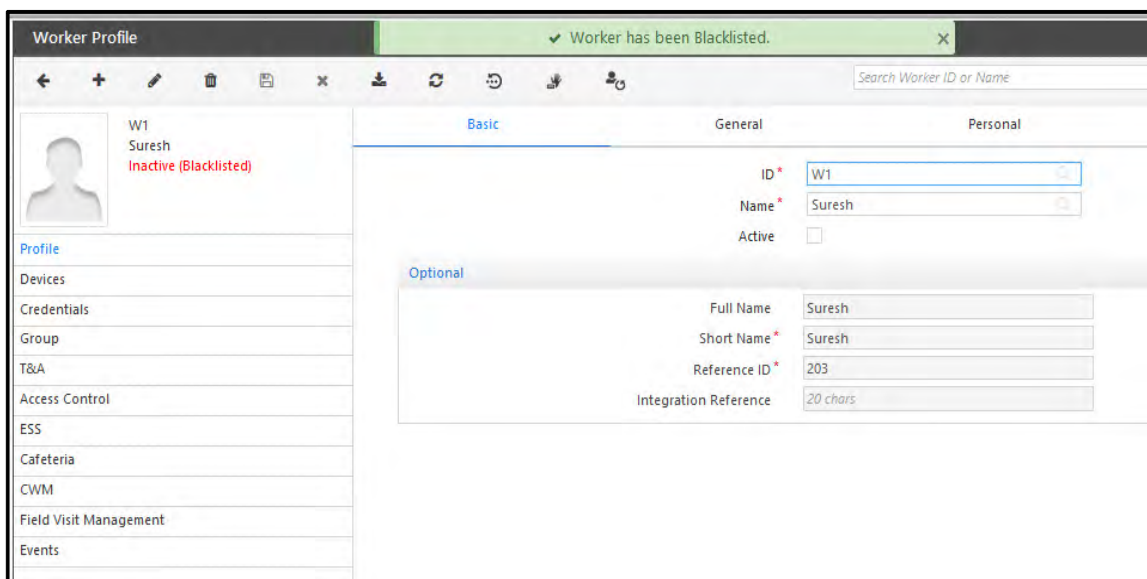 Worker Profile
✔ Worker has been Blacklisted.
Search Worker ID or Name
W1
Suresh
Inactive (Blacklisted)
Profile
Devices
Credentials
Group
T&A
Access Control
ESS
Cafeteria
CWM
Field Visit Management
Events
Basic General Personal
ID* W1
Name* Suresh
Active
Optional
Full Name Suresh
Short Name* Suresh
Reference ID* 203
Integration Reference 20 chars